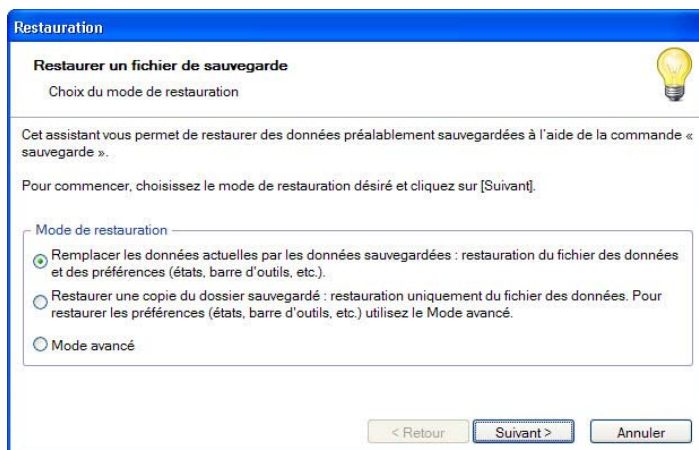 Restauration
Restaurer un fichier de sauvegarde
Choix du mode de restauration
Cet assistant vous permet de restaurer des données préalablement sauvegardées à l'aide de la commande «
sauvegarde ».
Pour commencer, choisissez le mode de restauration désiré et cliquez sur [Suivant].
Mode de restauration
Remplacer les données actuelles par les données sauvegardées : restauration du fichier des données
et des préférences (états, barre d'outils, etc.).
Restaurer une copie du dossier sauvegardé : restauration uniquement du fichier des données. Pour
restaurer les préférences (états, barre d'outils, etc.) utilisez le Mode avancé.
Mode avancé
< Retour Suivant > Annuler